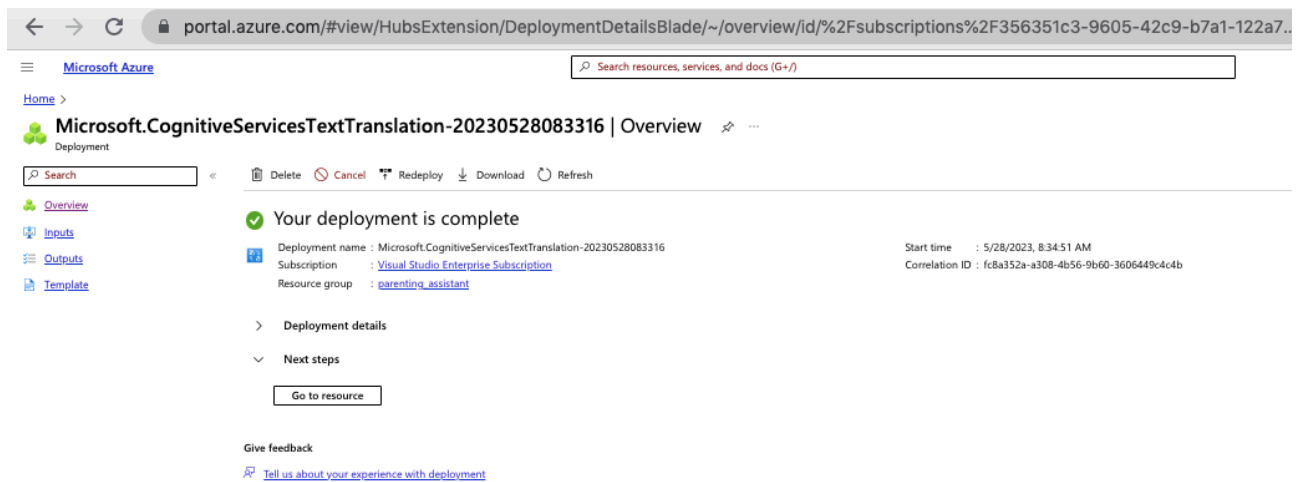 portal.azure.com/#view/HubsExtension/DeploymentDetailsBlade/~/overview/id/%2Fsubscriptions%2F356351c3-9605-42c9-b7a1-122a7...
Microsoft Azure
Search resources, services, and docs (G+/)
Home >
Microsoft.CognitiveServicesTextTranslation-20230528083316 | Overview
Deployment
Search
Delete Cancel Redeploy Download Refresh
Overview
Inputs
Outputs
Template
Your deployment is complete
Deployment name : Microsoft.CognitiveServicesTextTranslation-20230528083316
Subscription : Visual Studio Enterprise Subscription
Resource group : parenting_assistant
Start time : 5/28/2023, 8:34:51 AM
Correlation ID : fc8a352a-a308-4b56-9b60-3606449c4c4b
Deployment details
Next steps
Go to resource
Give feedback
Tell us about your experience with deployment